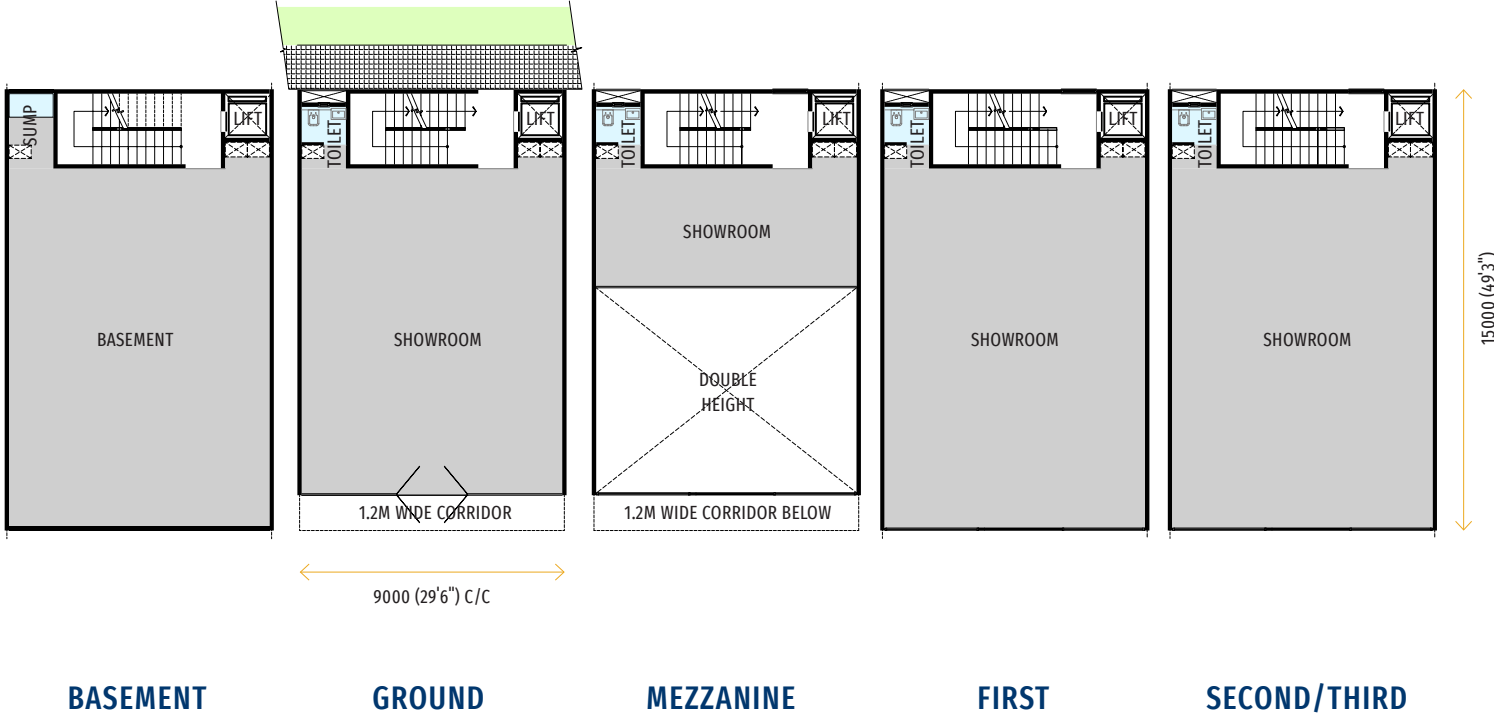 SUMP
LIFT
TOILET
LIFT
TOILET
LIFT
TOILET
LIFT
TOILET
LIFT
SHOWROOM
BASEMENT
SHOWROOM
DOUBLE
HEIGHT
SHOWROOM
SHOWROOM
15000 (49'3")
1.2M WIDE CORRIDOR
1.2M WIDE CORRIDOR BELOW
9000 (29'6") C/C
BASEMENT
GROUND
MEZZANINE
FIRST
SECOND/THIRD